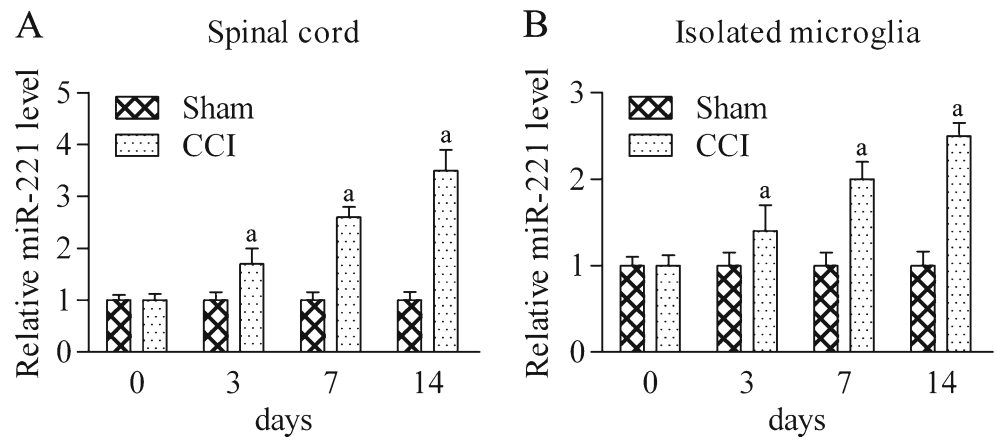 A
Spinal cord
Relative miR-221 level
5
4
3
2
1
0
Sham
CCI
a
a
a
0 3 7 14
days
B
Isolated microglia
Relative miR-221 level
3
2
1
0
Sham
CCI
a
a
a
0 3 7 14
days